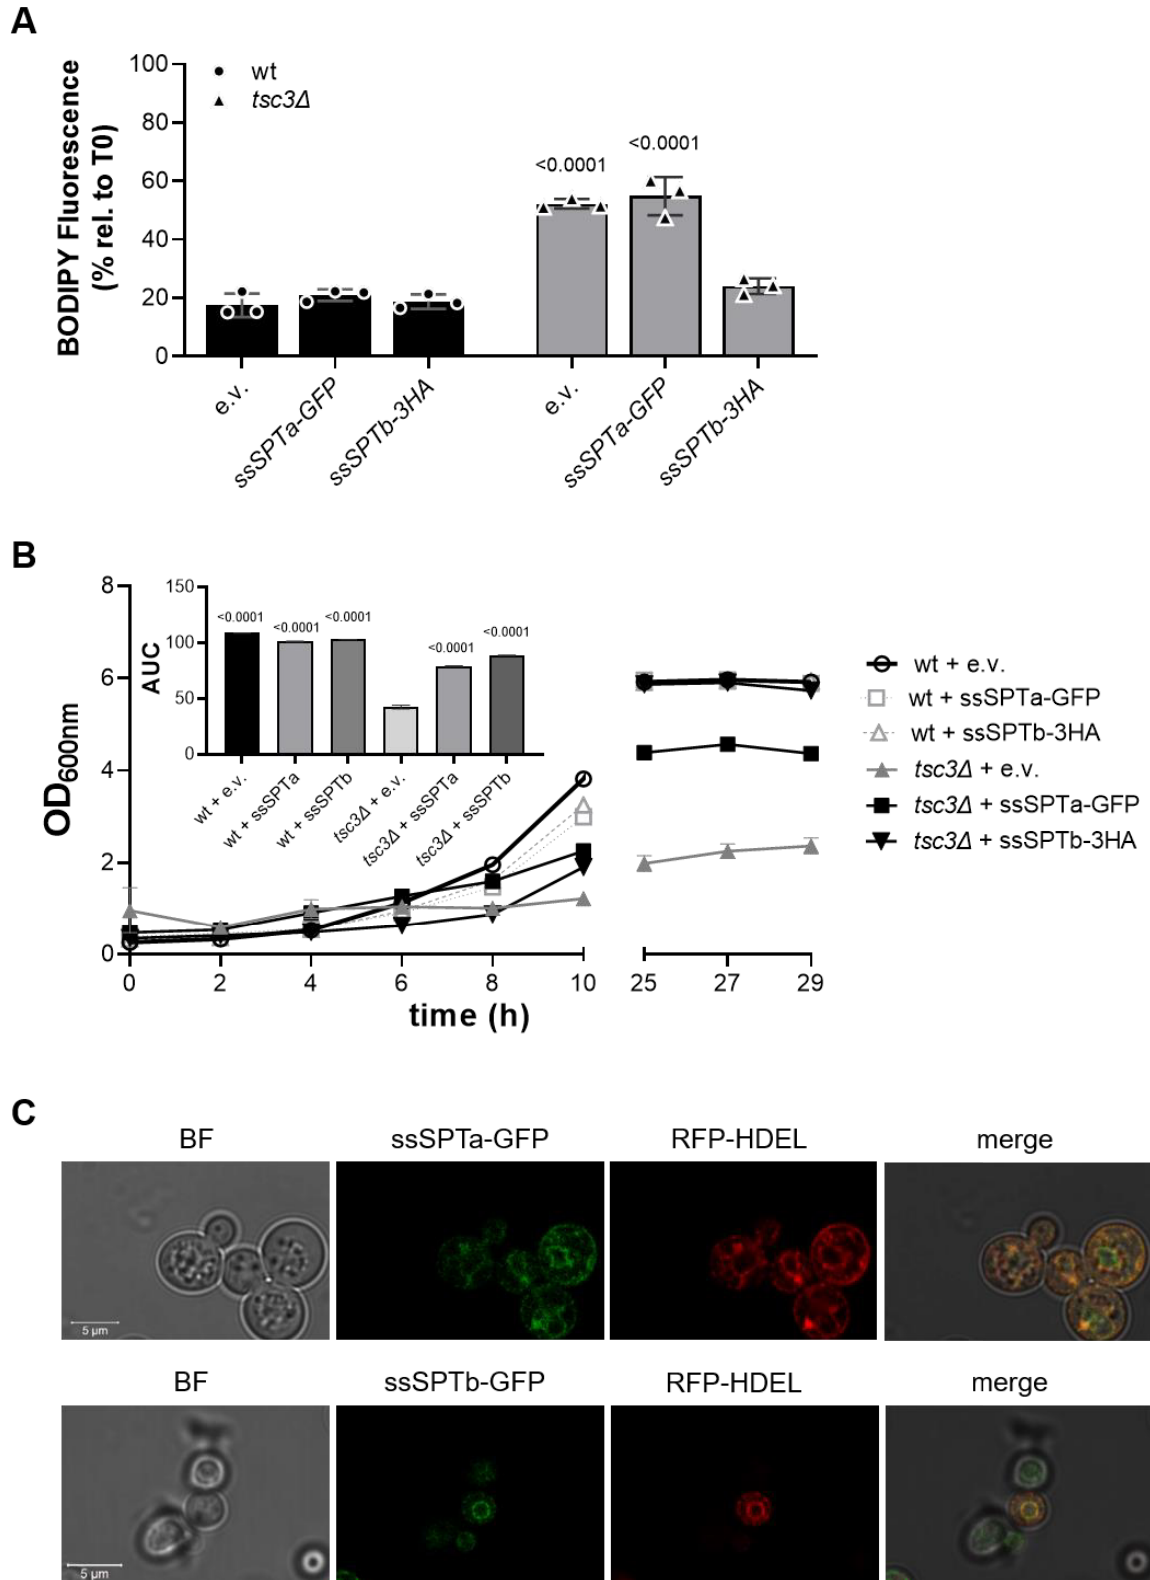 A
BODIPY Fluorescence
(% rel. to T0)
100
80
60
40
20
0
wt
tsc3Δ
<0.0001
<0.0001
e.v.
ssSPTa-GFP
ssSPTb-3HA
e.v.
ssSPTa-GFP
ssSPTb-3HA
B
OD600nm
8
6
4
2
0
AUC
150
100
50
0
<0.0001
<0.0001
<0.0001
<0.0001
<0.0001
wt + e.v.
wt + ssSPTa
wt + ssSPTb
tsc3Δ + e.v.
tsc3Δ + ssSPTa
tsc3Δ + ssSPTb
0
2
4
6
8
10
25
27
29
time (h)
wt + e.v.
wt + ssSPTa-GFP
wt + ssSPTb-3HA
tsc3Δ + e.v.
tsc3Δ + ssSPTa-GFP
tsc3Δ + ssSPTb-3HA
C
BF
ssSPTa-GFP
RFP-HDEL
merge
5 µm
BF
ssSPTb-GFP
RFP-HDEL
merge
5 µm